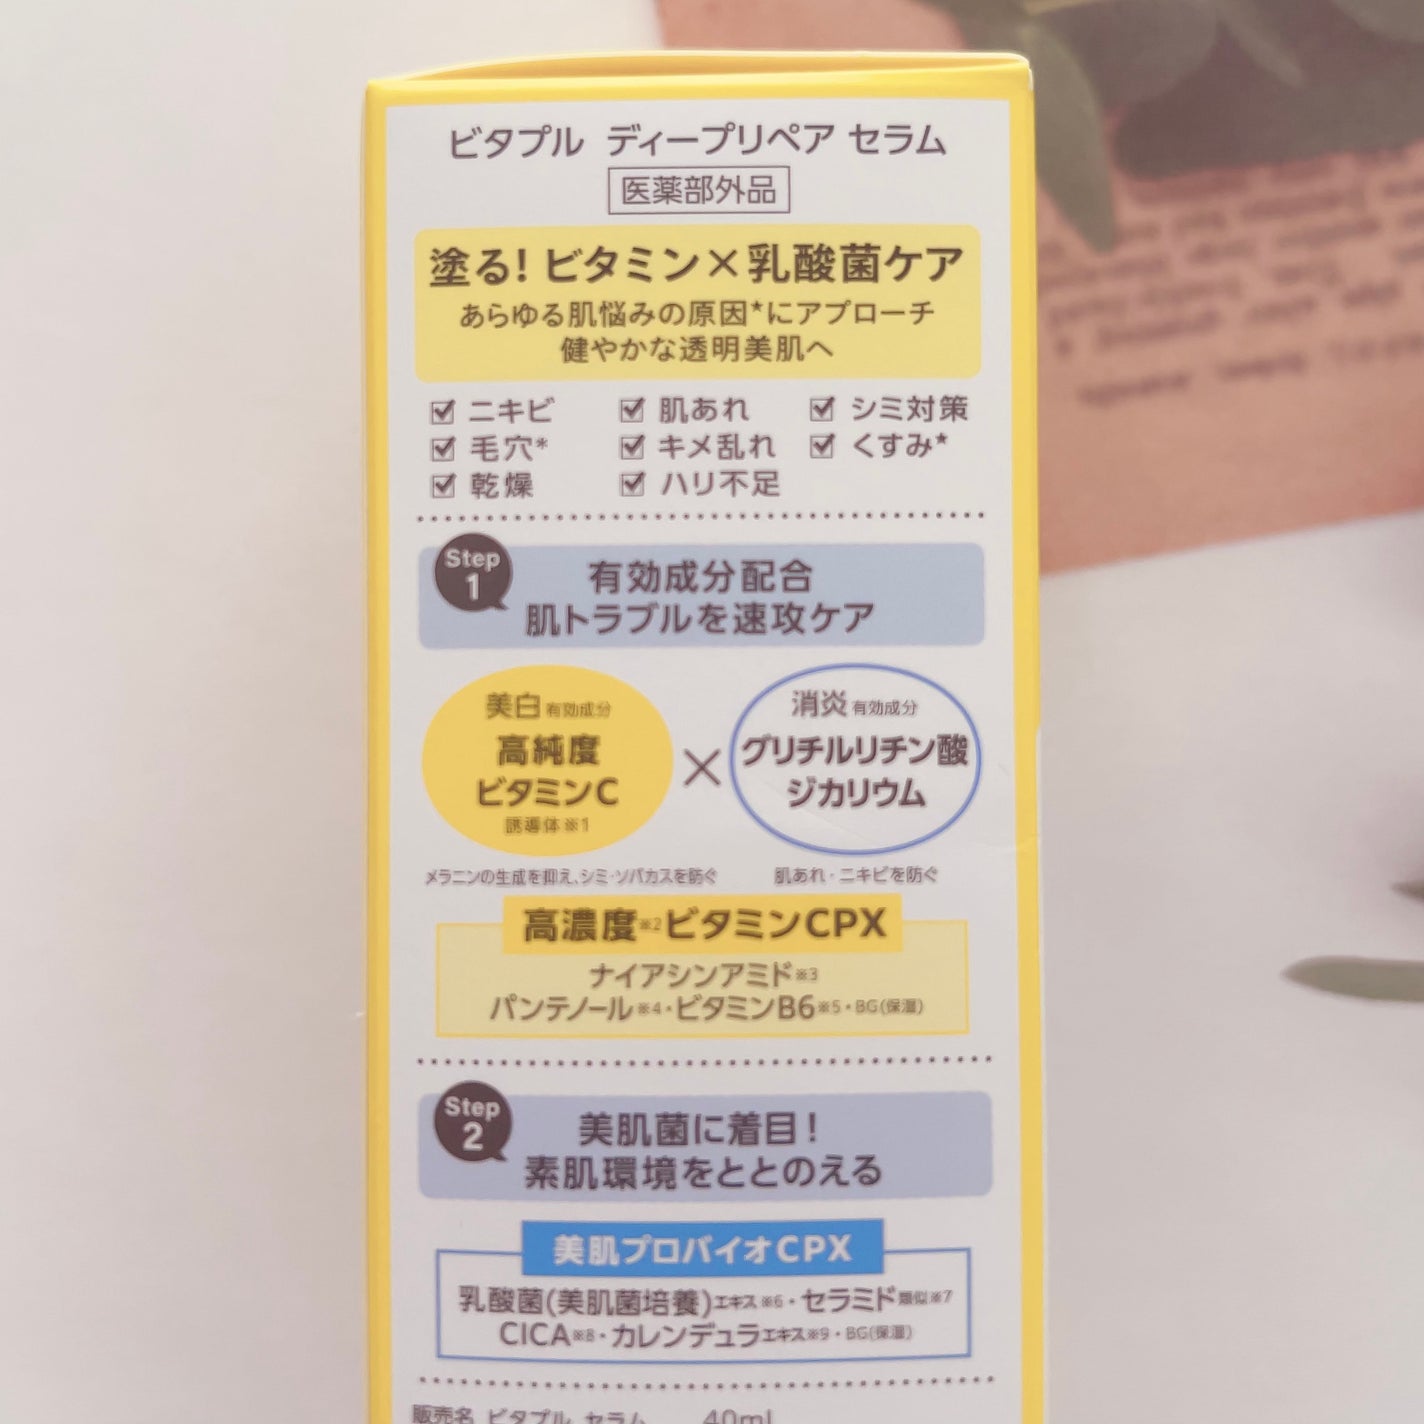 ビタプル ディープリペア セラム
医薬部外品
塗る!ビタミン×乳酸菌ケア
あらゆる肌悩みの原因*にアプローチ
健やかな透明美肌へ
☑ ニキビ ☑ 肌あれ ☑ シミ対策
☑ 毛穴* ☑ キメ乱れ ☑ くすみ*
☑ 乾燥 ☑ ハリ不足
Step 1
有効成分配合
肌トラブルを速攻ケア
美白 有効成分
高純度
ビタミンC
誘導体※1
×
消炎 有効成分
グリチルリチン酸
ジカリウム
メラニンの生成を抑え、シミ・ソバカスを防ぐ
肌あれ・ニキビを防ぐ
高濃度※2ビタミンCPX
ナイアシンアミド※3
パンテノール※4・ビタミンB6※5・BG(保湿)
Step 2
美肌菌に着目!
素肌環境をととのえる
美肌プロバイオCPX
乳酸菌(美肌菌培養)エキス※6・セラミド類似※7
CICA※8・カレンデュラエキス※9・BG(保湿)
販売名 ビタプル セラム 40ml